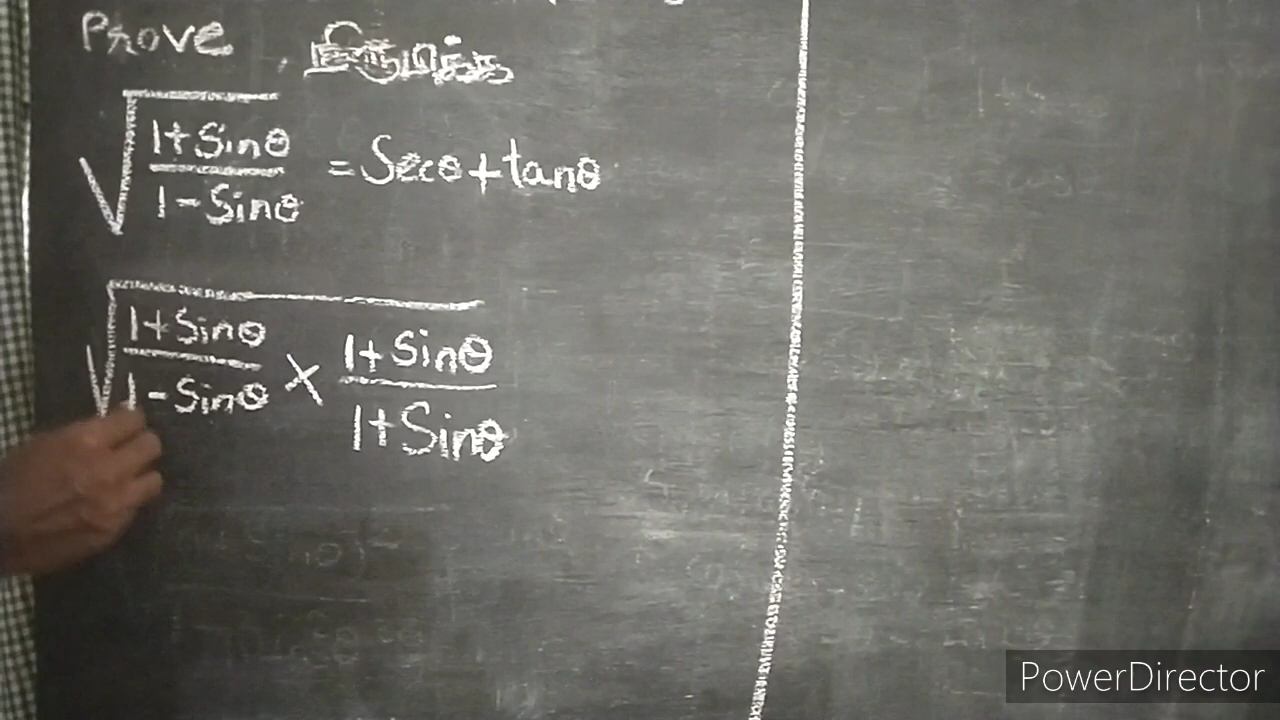 Prove,
√(1+Sinθ / 1-Sinθ) = Secθ+tanθ
√(1+Sinθ / 1-Sinθ × 1+Sinθ / 1+Sinθ)
PowerDirector